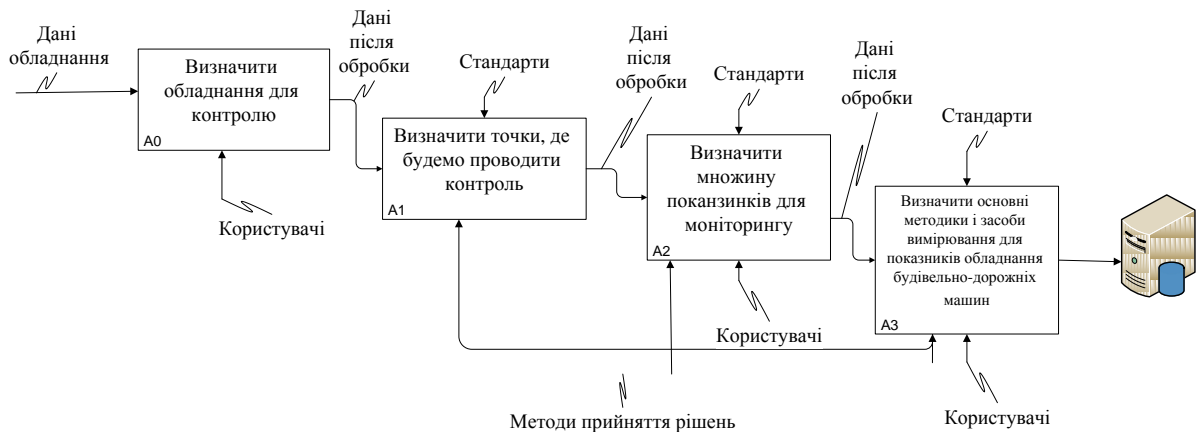 Дані
обладнання
Визначити
обладнання для
контролю
A0
Користувачі
Дані
після
обробки
Стандарти
Визначити точки, де
будемо проводити
контроль
A1
Дані
після
обробки
Стандарти
Визначити
множину
поканзинків для
моніторингу
A2
Користувачі
Методи прийняття рішень
Дані
після
обробки
Стандарти
Визначити основні
методики і засоби
вимірювання для
показників обладнання
будівельно-дорожніх
машин
A3
Користувачі